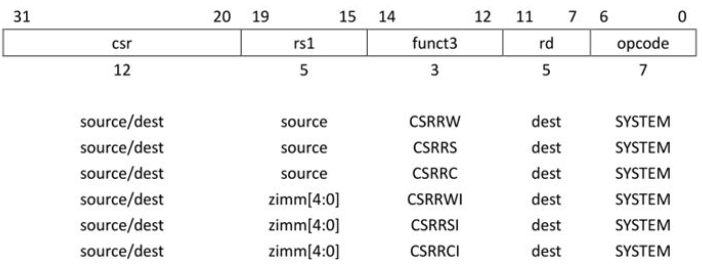 31 20 19 15 14 12 11 7 6 0
csr rs1 funct3 rd opcode
12 5 3 5 7
source/dest source CSRRW dest SYSTEM
source/dest source CSRRS dest SYSTEM
source/dest source CSRRC dest SYSTEM
source/dest zimm[4:0] CSRRWI dest SYSTEM
source/dest zimm[4:0] CSRRSI dest SYSTEM
source/dest zimm[4:0] CSRRCI dest SYSTEM